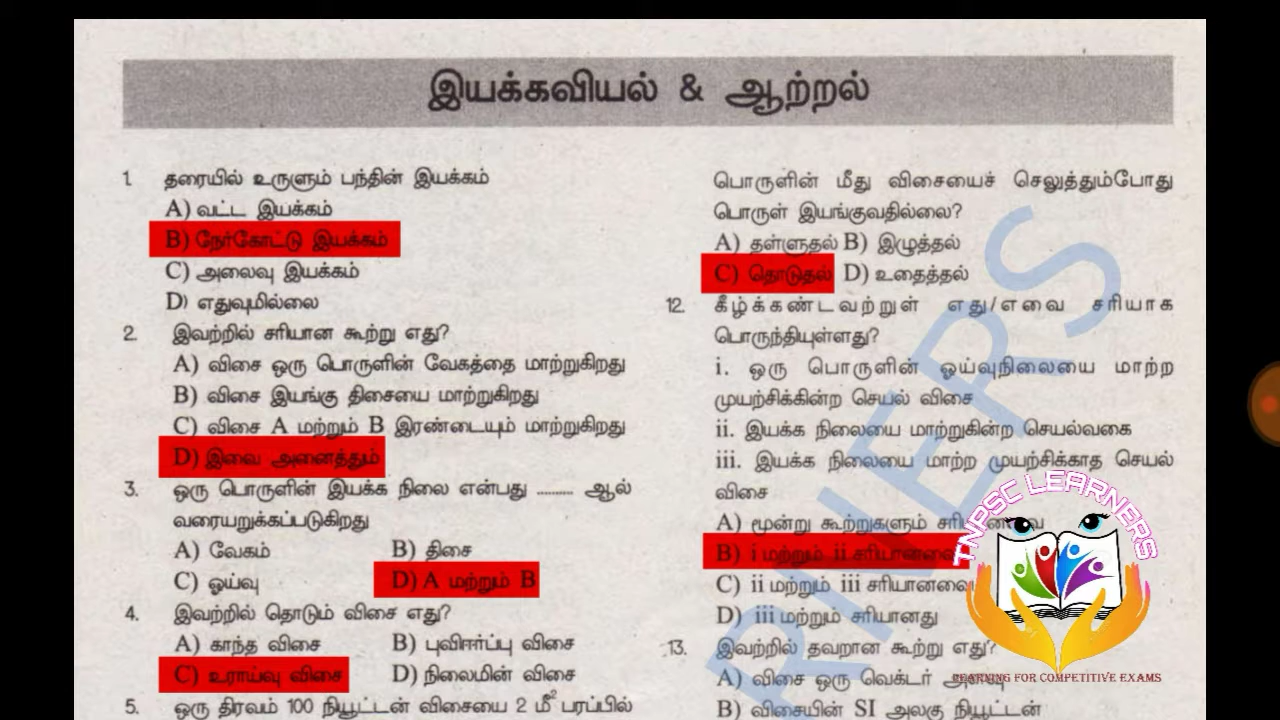 இயக்கவியல் & ஆற்றல்
1. தரையில் உருளும் பந்தின் இயக்கம்
A) வட்ட இயக்கம்
B) நேர்கோட்டு இயக்கம்
C) அலைவு இயக்கம்
D) எதுவுமில்லை
2. இவற்றில் சரியான கூற்று எது?
A) விசை ஒரு பொருளின் வேகத்தை மாற்றுகிறது
B) விசை இயங்கு திசையை மாற்றுகிறது
C) விசை A மற்றும் B இரண்டையும் மாற்றுகிறது
D) இவை அனைத்தும்
3. ஒரு பொருளின் இயக்க நிலை என்பது .......... ஆல்
வரையறுக்கப்படுகிறது
A) வேகம் B) திசை
C) ஓய்வு D) A மற்றும் B
4. இவற்றில் தொடும் விசை எது?
A) காந்த விசை B) புவிஈர்ப்பு விசை
C) உராய்வு விசை D) நிலைமின் விசை
5. ஒரு திரவம் 100 நியூட்டன் விசையை 2 மீ² பரப்பில்
பொருளின் மீது விசையைச் செலுத்தும்போது
பொருள் இயங்குவதில்லை?
A) தள்ளுதல் B) இழுத்தல்
C) தொடுதல் D) உதைத்தல்
12. கீழ்க்கண்டவற்றுள் எது/எவை சரியாக
பொருந்தியுள்ளது?
i. ஒரு பொருளின் ஓய்வுநிலையை மாற்ற
முயற்சிக்கின்ற செயல் விசை
ii. இயக்க நிலையை மாற்றுகின்ற செயல்வகை
iii. இயக்க நிலையை மாற்ற முயற்சிக்காத செயல்
விசை
A) மூன்று கூற்றுகளும்
B) i மற்றும் ii சரியானவை
C) ii மற்றும் iii சரியானவை
D) iii மற்றும் சரியானது
13. இவற்றில் தவறான கூற்று எது?
A) விசை ஒரு வெக்டர்
B) விசையின் SI அலகு நியூட்டன்
TNPSC LEARNERS
LEARNING FOR COMPETITIVE EXAMS